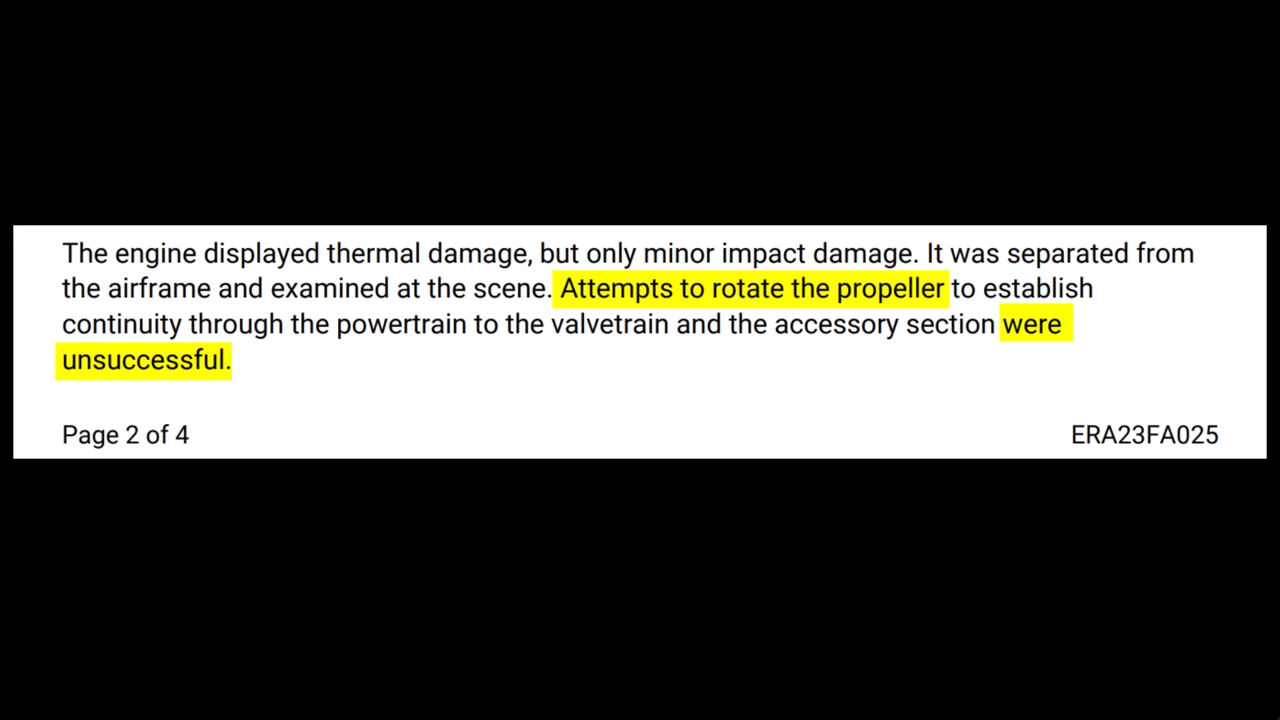 The engine displayed thermal damage, but only minor impact damage. It was separated from
the airframe and examined at the scene. Attempts to rotate the propeller to establish
continuity through the powertrain to the valvetrain and the accessory section were
unsuccessful.
Page 2 of 4 ERA23FA025